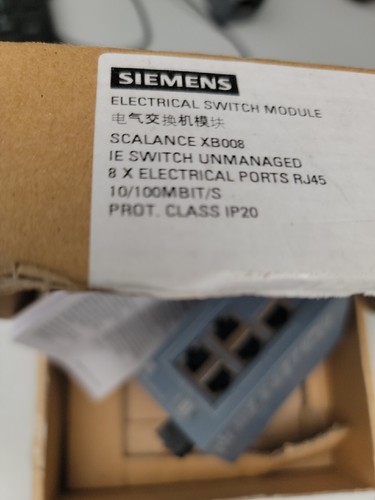 SIEMENS
ELECTRICAL SWITCH MODULE
电气交换机模块
SCALANCE XB008
IE SWITCH UNMANAGED
8 X ELECTRICAL PORTS RJ45
10/100MBIT/S
PROT. CLASS IP20